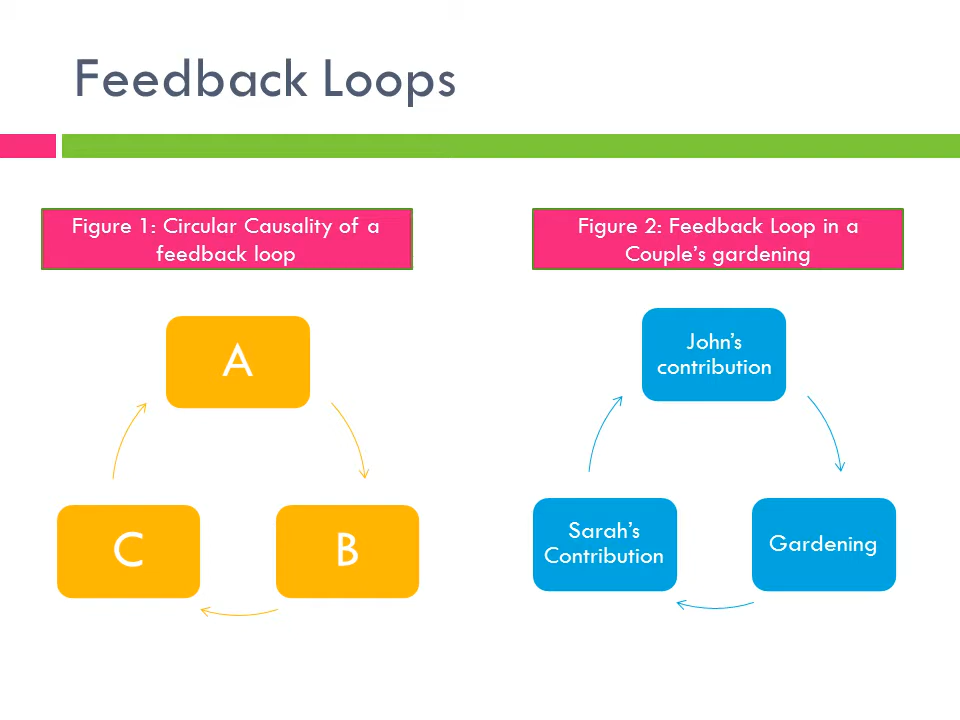 Feedback Loops
Figure 1: Circular Causality of a
feedback loop
A
B
C
Figure 2: Feedback Loop in a
Couple’s gardening
John’s
contribution
Gardening
Sarah’s
Contribution